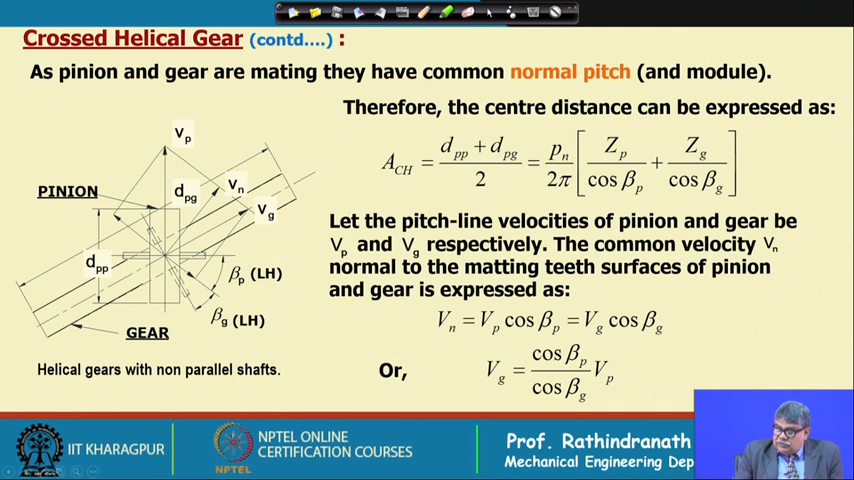 Crossed Helical Gear (contd....) :
As pinion and gear are mating they have common normal pitch (and module).
Therefore, the centre distance can be expressed as:
A_CH = (d_pp + d_pg) / 2 = p_n / 2π [ Z_p / cos β_p + Z_g / cos β_g ]
Let the pitch-line velocities of pinion and gear be
V_p and V_g respectively. The common velocity V_n
normal to the matting teeth surfaces of pinion
and gear is expressed as:
V_n = V_p cos β_p = V_g cos β_g
Or, V_g = (cos β_p / cos β_g) V_p
V_p
PINION
d_pg
V_n
V_g
d_pp
β_p (LH)
β_g (LH)
GEAR
Helical gears with non parallel shafts.
IIT KHARAGPUR
NPTEL
NPTEL ONLINE
CERTIFICATION COURSES
Prof. Rathindranath
Mechanical Engineering Dep